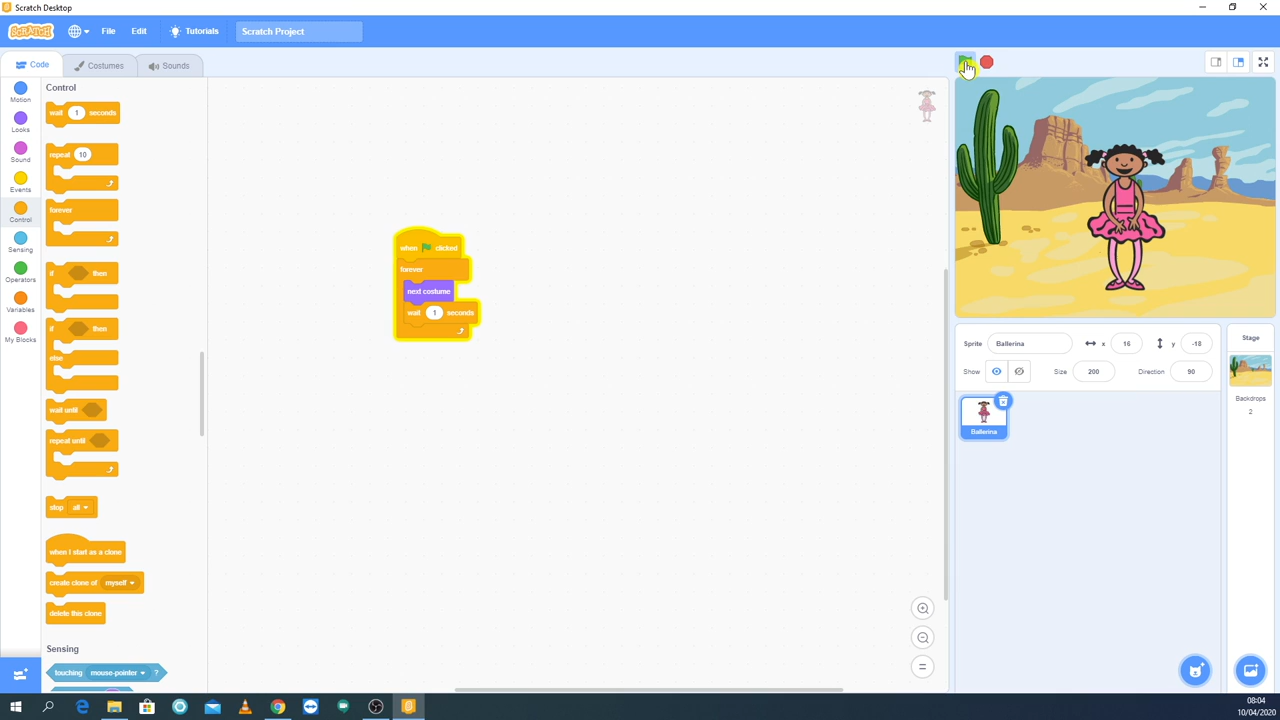 Scratch Desktop
SCRATCH File Edit Tutorials Scratch Project
Code Costumes Sounds
Motion
Looks
Sound
Events
Control
Sensing
Operators
Variables
My Blocks
Control
wait 1 seconds
repeat 10
forever
if then
if then
else
wait until
repeat until
stop all
when I start as a clone
create clone of myself
delete this clone
Sensing
touching mouse-pointer ?
when clicked
forever
next costume
wait 1 seconds
Sprite Ballerina x 16 y -18
Show Size 200 Direction 90
Ballerina
Stage
Backdrops
2
08:04
10/04/2020